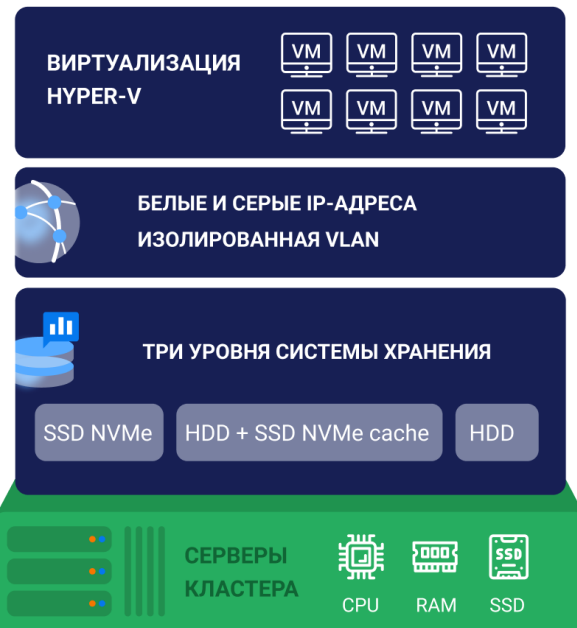 ВИРТУАЛИЗАЦИЯ
HYPER-V
VM VM VM VM
VM VM VM VM
БЕЛЫЕ И СЕРЫЕ IP-АДРЕСА
ИЗОЛИРОВАННАЯ VLAN
ТРИ УРОВНЯ СИСТЕМЫ ХРАНЕНИЯ
SSD NVMe
HDD + SSD NVMe cache
HDD
СЕРВЕРЫ
КЛАСТЕРА
SSD
CPU RAM SSD